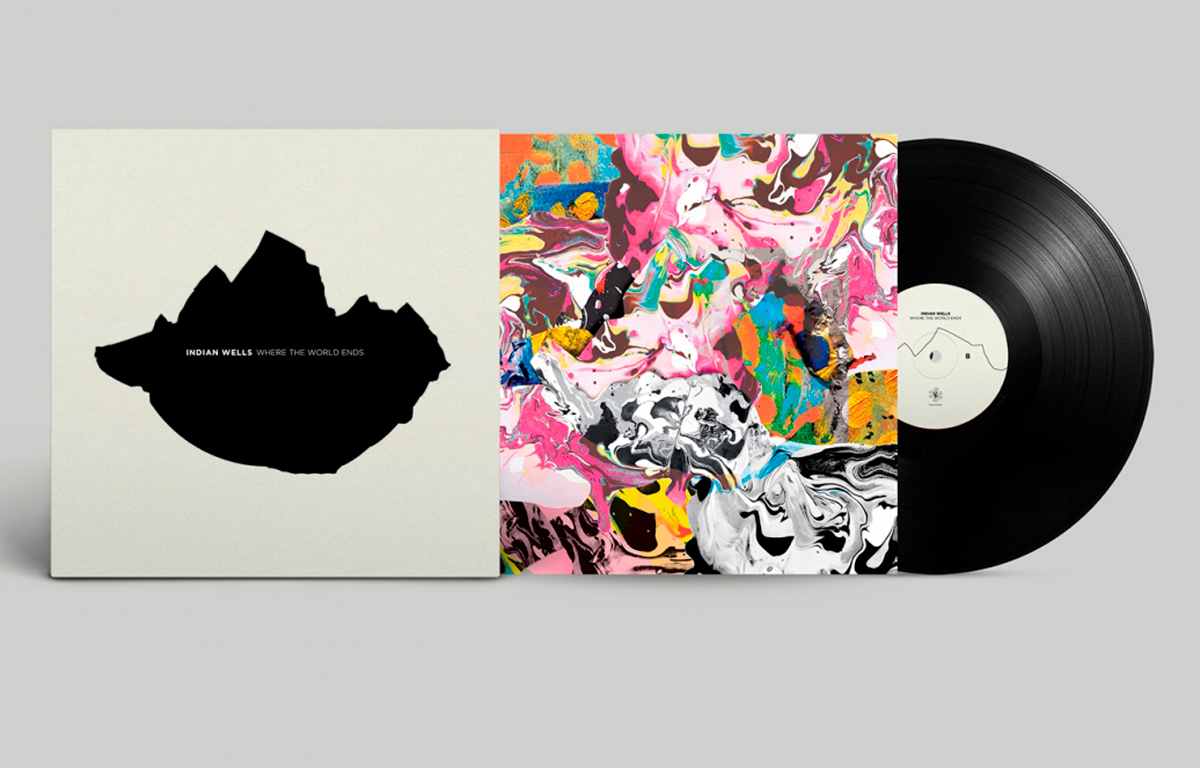 INDIAN WELLS WHERE THE WORLD ENDS
INDIAN WELLS
WHERE THE WORLD ENDS
B